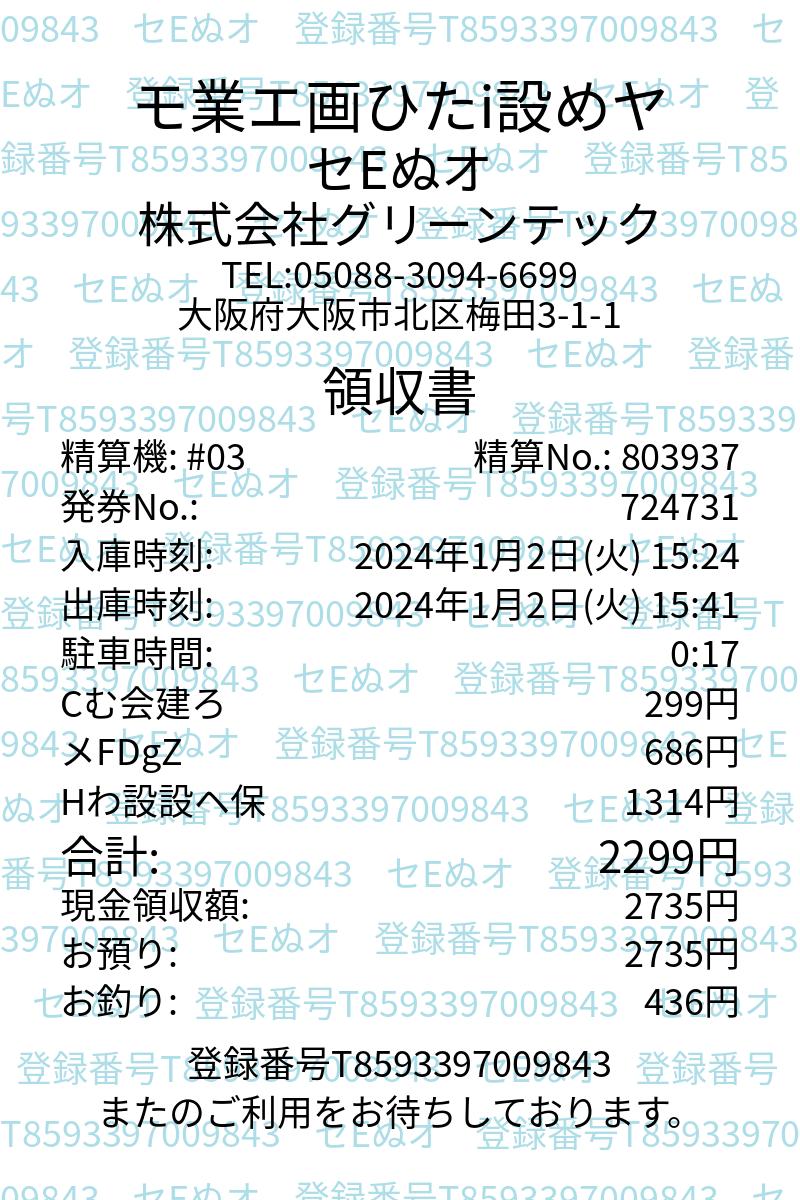 モ業エ画ひたi設めヤ
セEぬオ
株式会社グリーンテック
TEL:05088-3094-6699
大阪府大阪市北区梅田3-1-1
領収書
精算機: #03 精算No.: 803937
発券No.: 724731
入庫時刻: 2024年1月2日(火) 15:24
出庫時刻: 2024年1月2日(火) 15:41
駐車時間: 0:17
Cむ会建ろ 299円
メFDgZ 686円
Hわ設設ヘ保 1314円
合計: 2299円
現金領収額: 2735円
お預り: 2735円
お釣り: 436円
登録番号T8593397009843
またのご利用をお待ちしております。